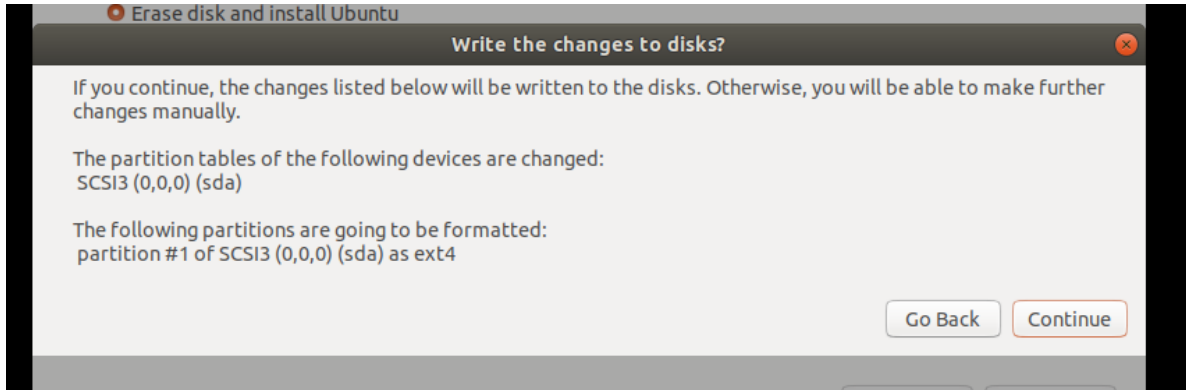 Erase disk and install Ubuntu
Write the changes to disks?
If you continue, the changes listed below will be written to the disks. Otherwise, you will be able to make further
changes manually.
The partition tables of the following devices are changed:
SCSI3 (0,0,0) (sda)
The following partitions are going to be formatted:
partition #1 of SCSI3 (0,0,0) (sda) as ext4
Go Back Continue